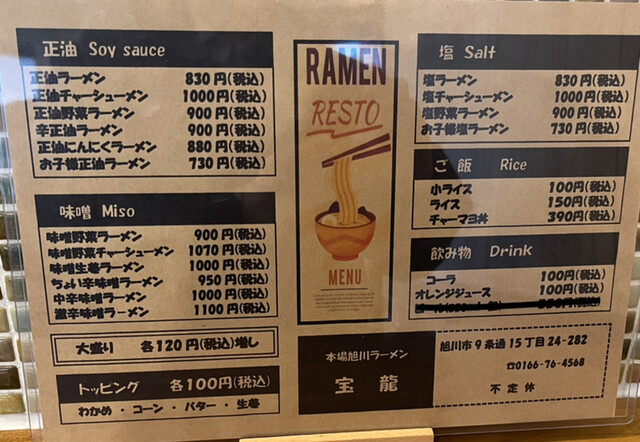 正油 Soy sauce
正油ラーメン 830円(税込)
正油チャーシューメン 1000円(税込)
正油野菜ラーメン 900円(税込)
辛正油ラーメン 900円(税込)
正油にんにくラーメン 880円(税込)
お子様正油ラーメン 730円(税込)
味噌 Miso
味噌野菜ラーメン 900円(税込)
味噌野菜チャーシューメン 1070円(税込)
味噌生姜ラーメン 1000円(税込)
ちょい辛味噌ラーメン 950円(税込)
中辛味噌ラーメン 1000円(税込)
激辛味噌ラーメン 1100円(税込)
大盛り 各120円(税込)増し
トッピング 各100円(税込)
わかめ・コーン・バター・生姜
RAMEN
RESTO
MENU
塩 Salt
塩ラーメン 830円(税込)
塩チャーシューメン 1000円(税込)
塩野菜ラーメン 900円(税込)
お子様塩ラーメン 730円(税込)
ご飯 Rice
小ライス 100円(税込)
ライス 150円(税込)
チャーマヨ丼 390円(税込)
飲み物 Drink
コーラ 100円(税込)
オレンジジュース 100円(税込)
本場旭川ラーメン
宝龍
旭川市9条通15丁目24-282
☎0166-76-4568
不定休